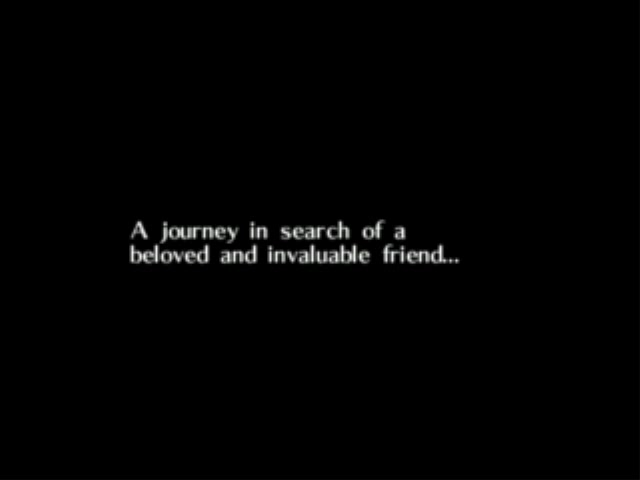 A journey in search of a
beloved and invaluable friend...